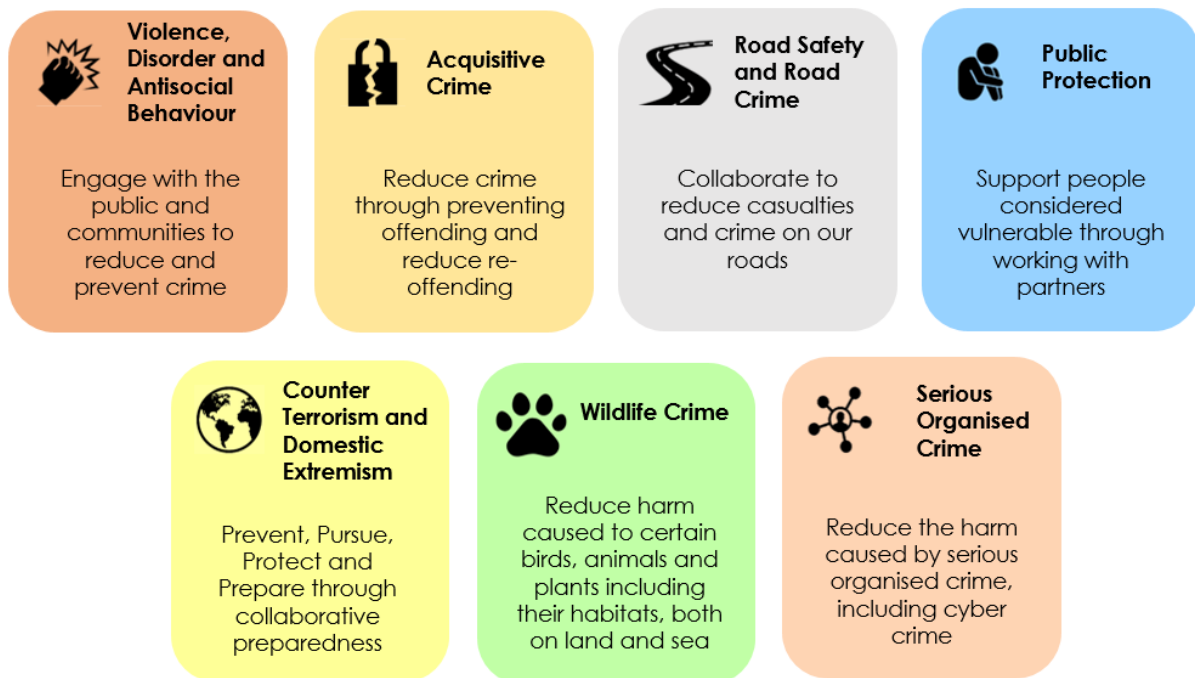 Violence,
Disorder and
Antisocial
Behaviour
Engage with the
public and
communities to
reduce and
prevent crime
Acquisitive
Crime
Reduce crime
through preventing
offending and
reduce re-
offending
Road Safety
and Road
Crime
Collaborate to
reduce casualties
and crime on our
roads
Public
Protection
Support people
considered
vulnerable through
working with
partners
Counter
Terrorism and
Domestic
Extremism
Prevent, Pursue,
Protect and
Prepare through
collaborative
preparedness
Wildlife Crime
Reduce harm
caused to certain
birds, animals and
plants including
their habitats, both
on land and sea
Serious
Organised
Crime
Reduce the harm
caused by serious
organised crime,
including cyber
crime